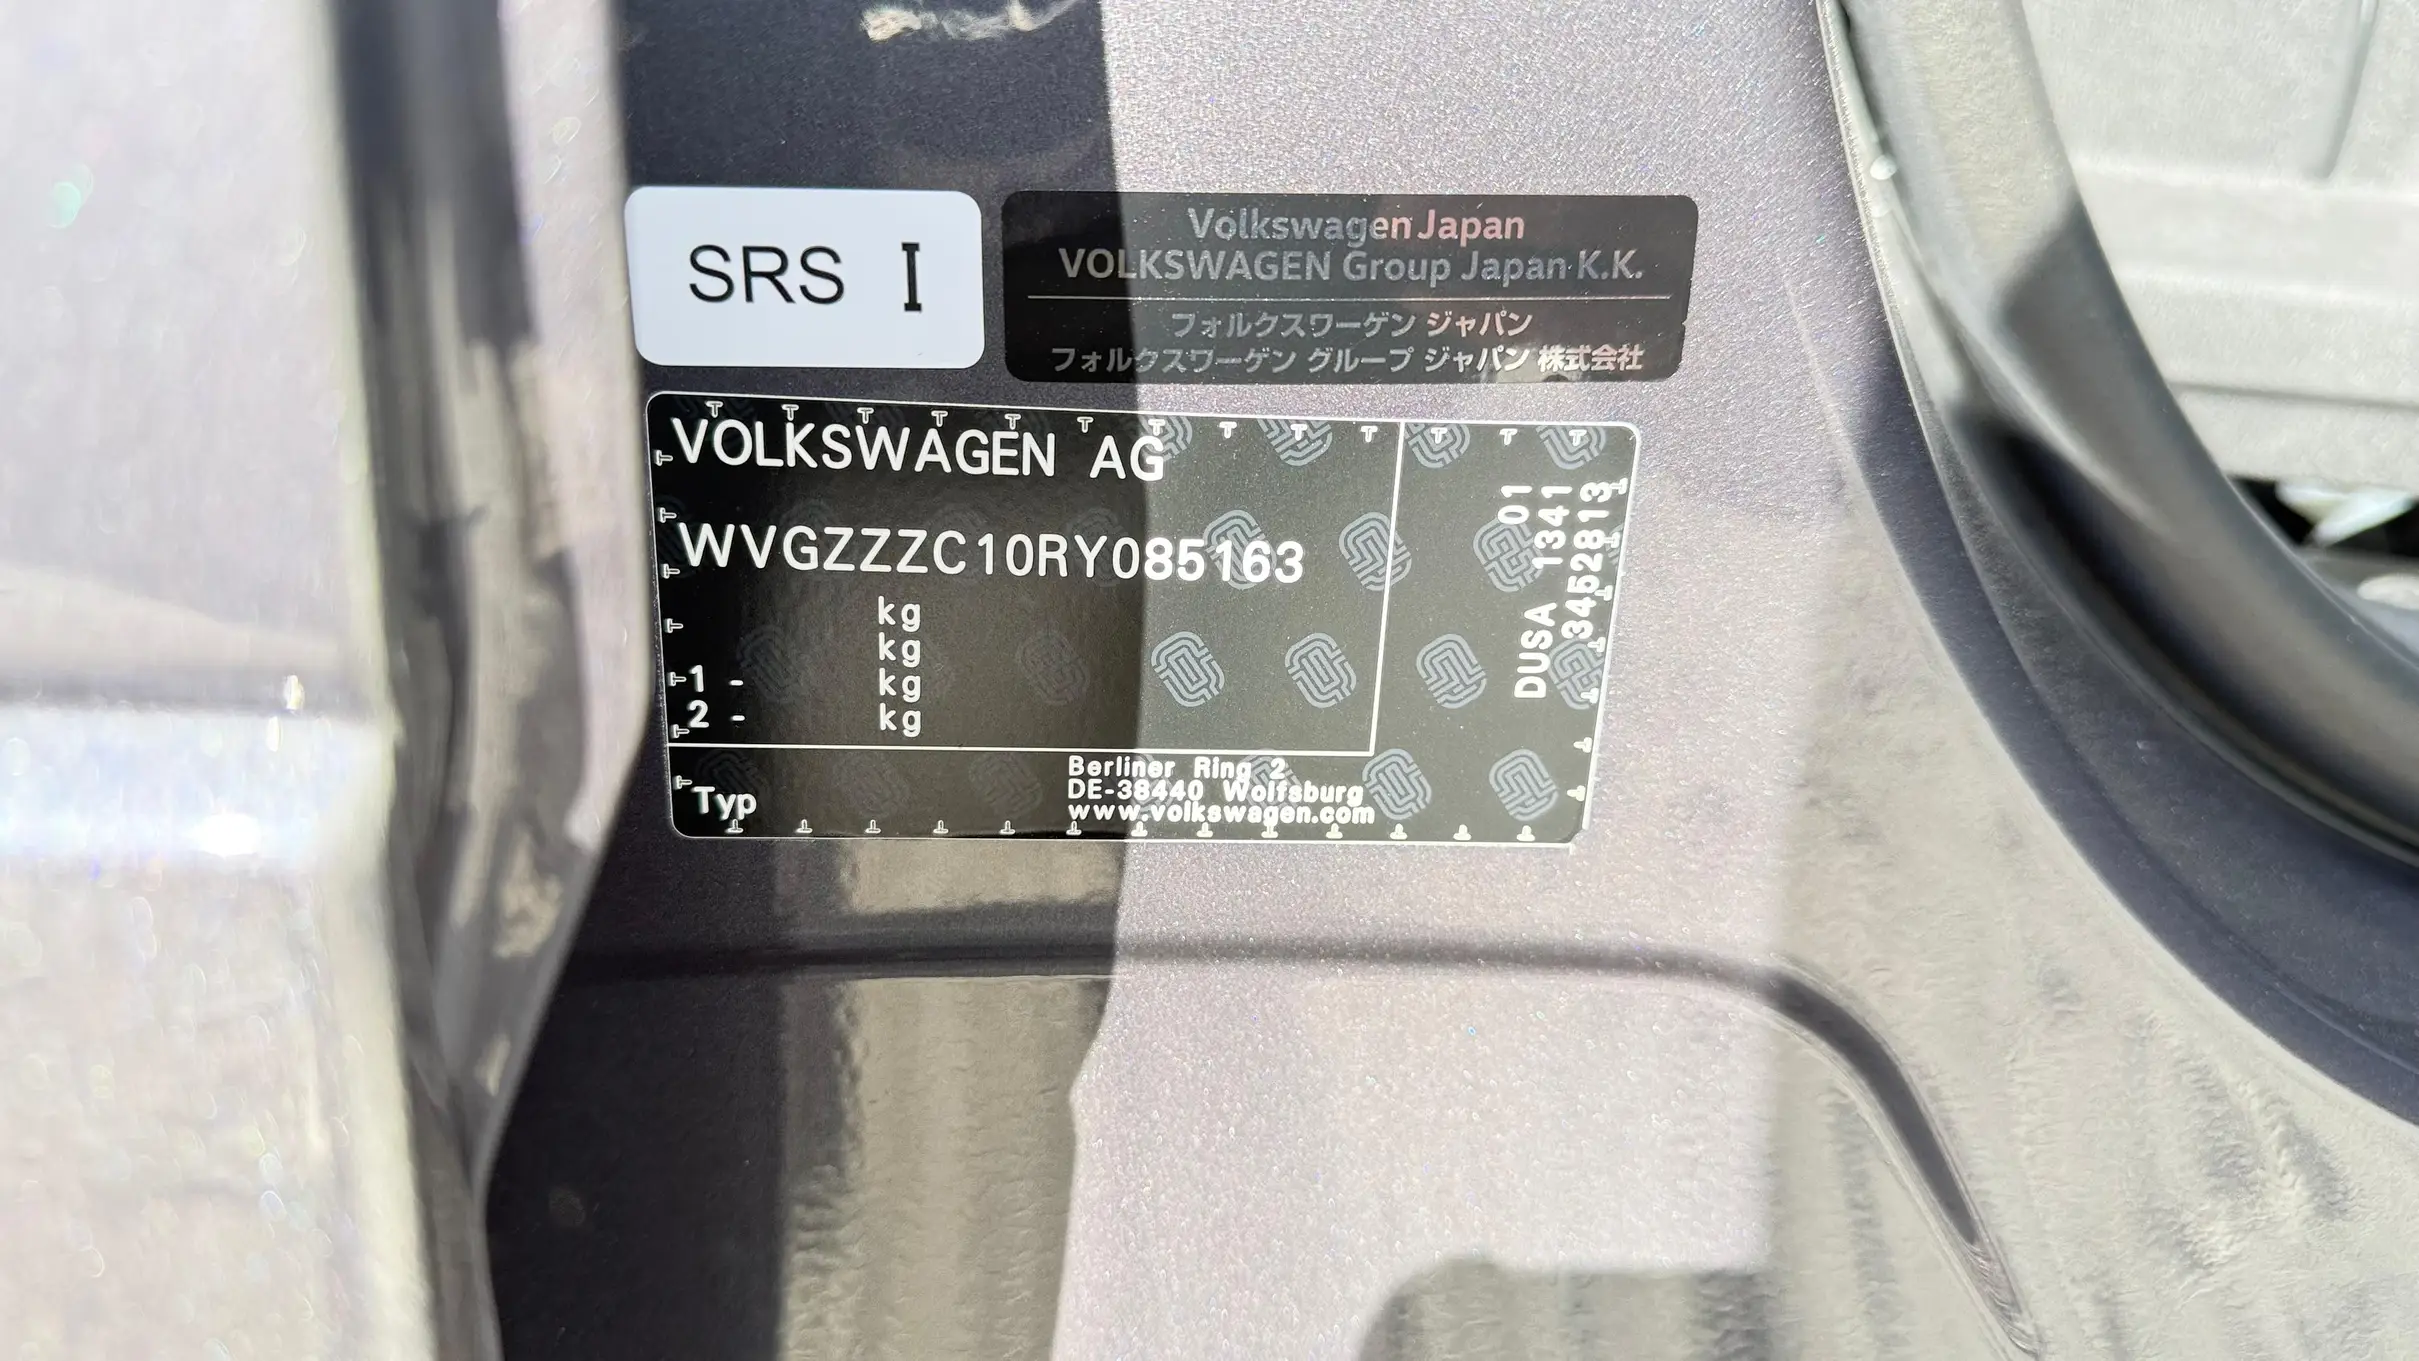 SRS I
Volkswagen Japan
VOLKSWAGEN Group Japan K.K.
フォルクスワーゲン ジャパン
フォルクスワーゲン グループ ジャパン 株式会社
VOLKSWAGEN AG
WVGZZZC10RY085163
kg
kg
1 - kg
2 - kg
Typ
Berliner Ring 2
DE-38440 Wolfsburg
www.volkswagen.com
01
DUSA 1341
34528813